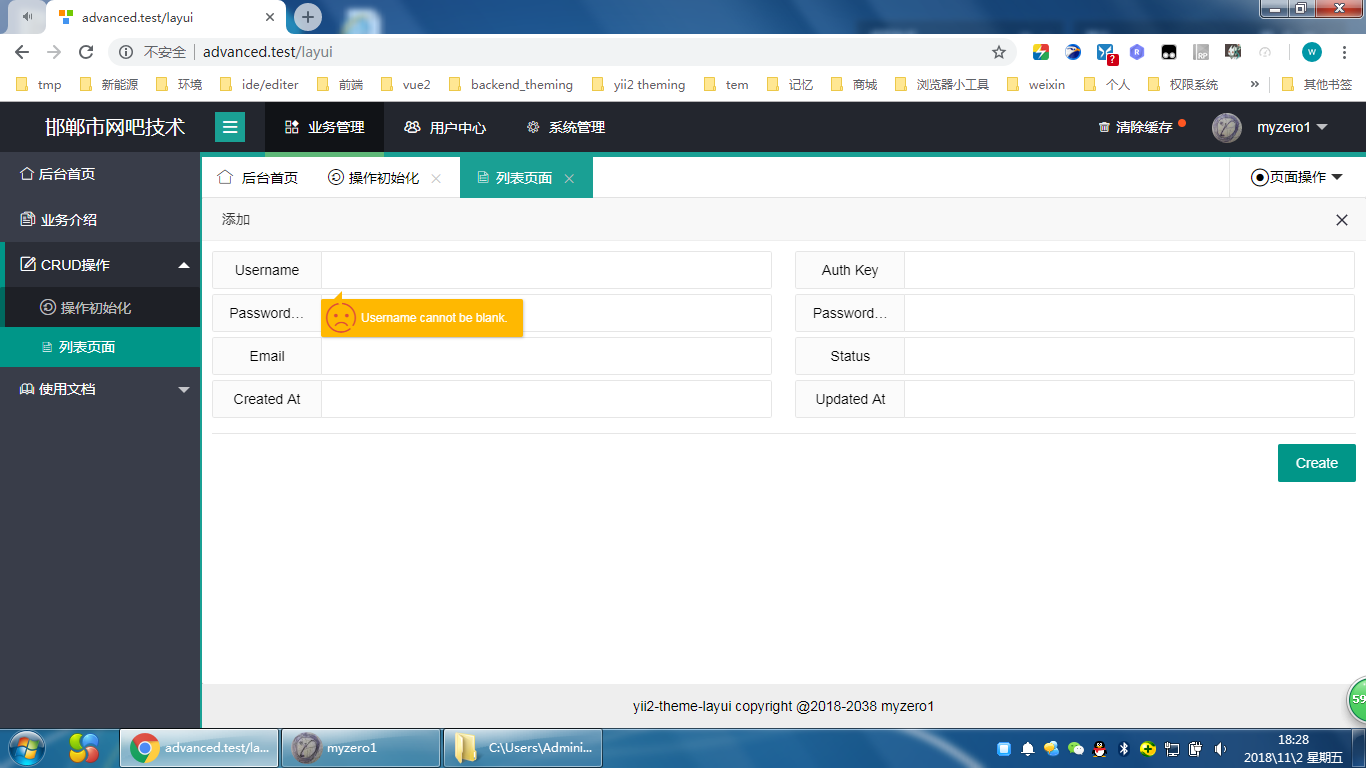 advanced.test/layui
不安全 advanced.test/layui
tmp 新能源 环境 ide/editer 前端 vue2 backend_theming yii2 theming tem 记忆 商城 浏览器小工具 weixin 个人 权限系统 » 其他书签
邯郸市网吧技术 业务管理 用户中心 系统管理 清除缓存 myzero1
后台首页
业务介绍
CRUD操作
操作初始化
列表页面
使用文档
后台首页 操作初始化 列表页面 页面操作
添加
Username Auth Key
Password… Password…
Username cannot be blank.
Email Status
Created At Updated At
Create
yii2-theme-layui copyright @2018-2038 myzero1
59
advanced.test/la... myzero1 C:\Users\Admini...
18:28
2018\11\2 星期五